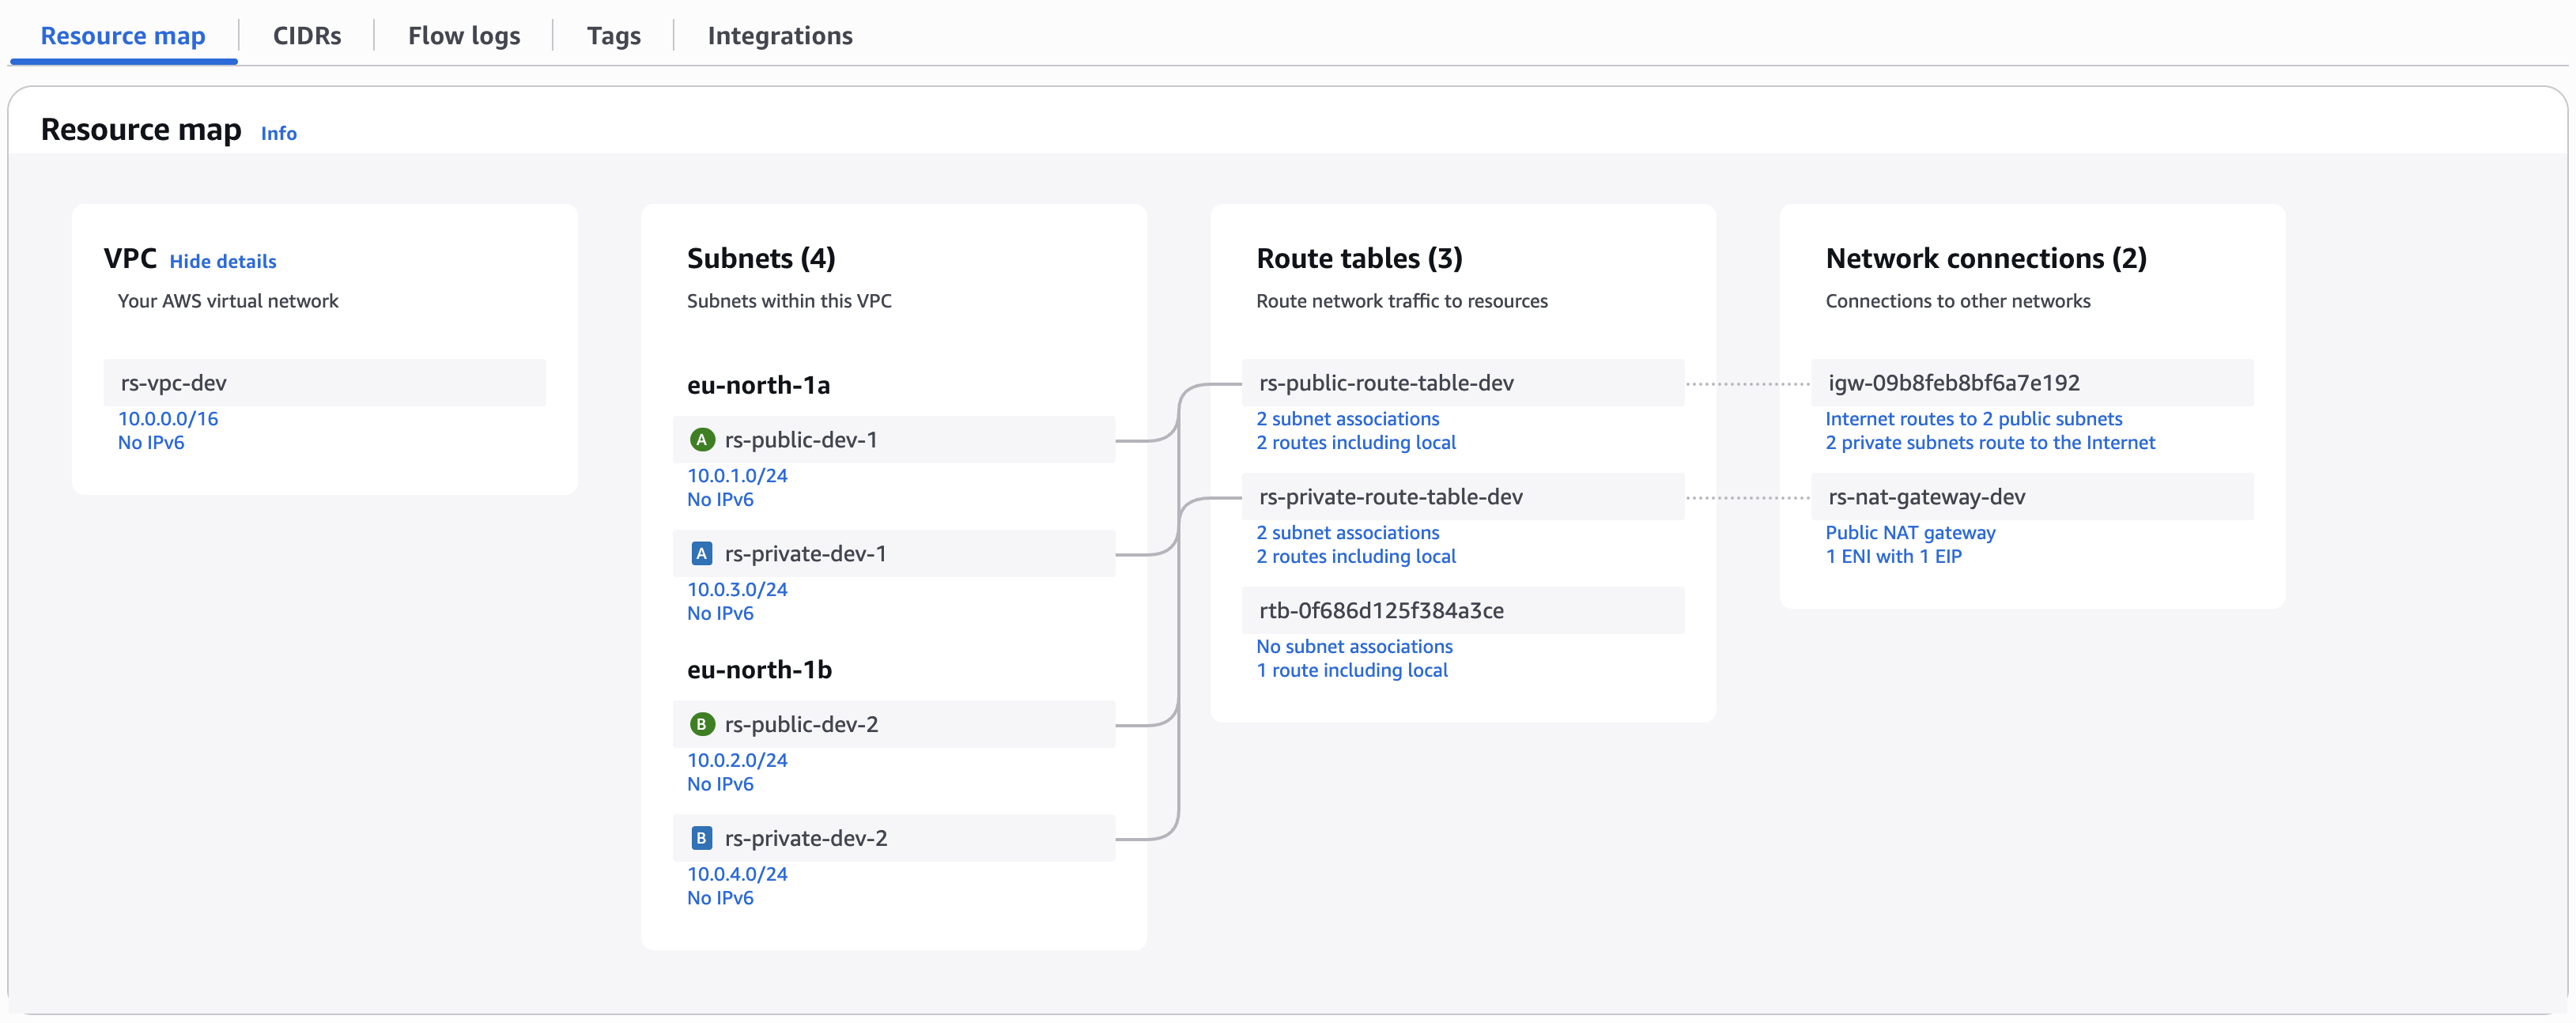 Resource map
CIDRs
Flow logs
Tags
Integrations
Resource map Info
VPC Hide details
Your AWS virtual network
rs-vpc-dev
10.0.0.0/16
No IPv6
Subnets (4)
Subnets within this VPC
eu-north-1a
A rs-public-dev-1
10.0.1.0/24
No IPv6
A rs-private-dev-1
10.0.3.0/24
No IPv6
eu-north-1b
B rs-public-dev-2
10.0.2.0/24
No IPv6
B rs-private-dev-2
10.0.4.0/24
No IPv6
Route tables (3)
Route network traffic to resources
rs-public-route-table-dev
2 subnet associations
2 routes including local
rs-private-route-table-dev
2 subnet associations
2 routes including local
rtb-0f686d125f384a3ce
No subnet associations
1 route including local
Network connections (2)
Connections to other networks
igw-09b8feb8bf6a7e192
Internet routes to 2 public subnets
2 private subnets route to the Internet
rs-nat-gateway-dev
Public NAT gateway
1 ENI with 1 EIP